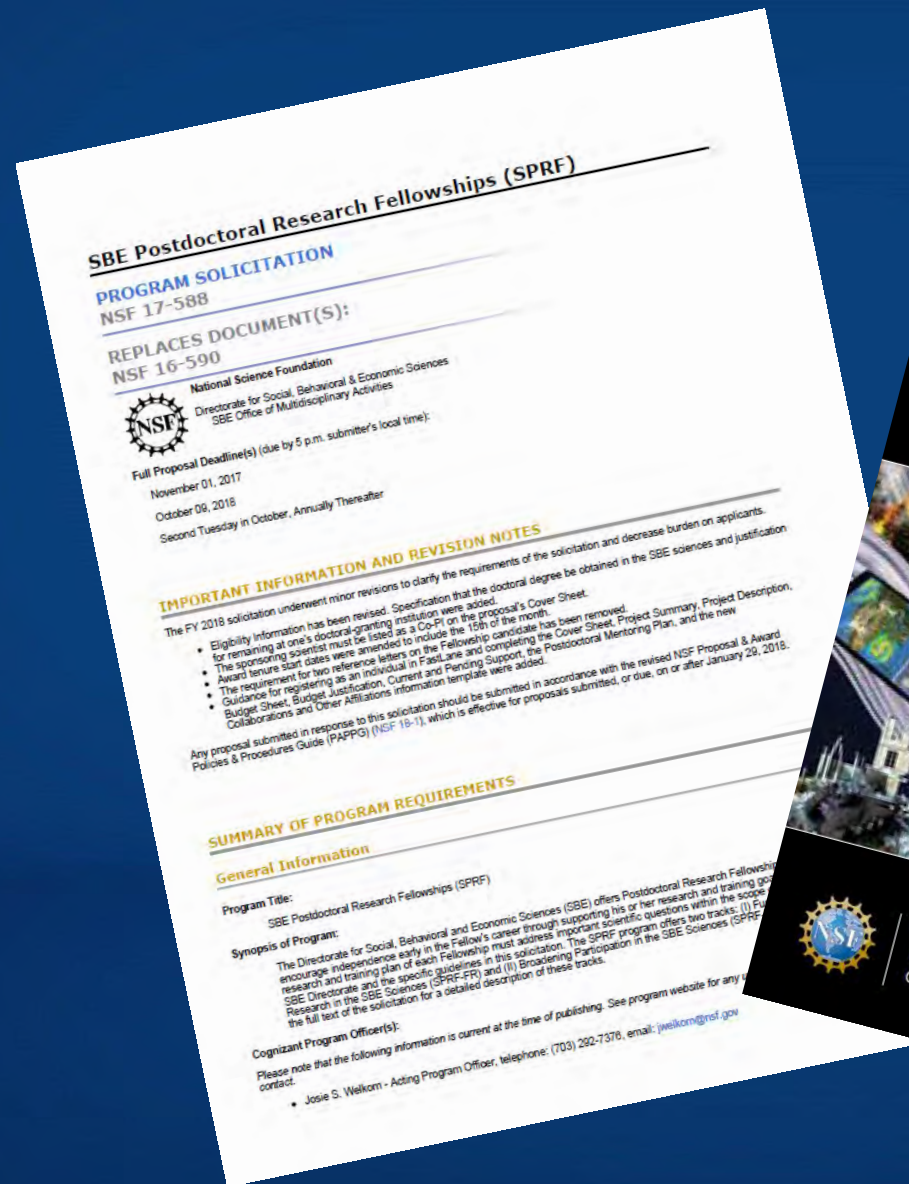 SBE Postdoctoral Research Fellowships (SPRF)
PROGRAM SOLICITATION
NSF 17-588
REPLACES DOCUMENT(S):
NSF 16-590
NSF
National Science Foundation
Directorate for Social, Behavioral & Economic Sciences
SBE Office of Multidisciplinary Activities
Full Proposal Deadline(s) (due by 5 p.m. submitter's local time):
November 01, 2017
October 09, 2018
Second Tuesday in October, Annually Thereafter
IMPORTANT INFORMATION AND REVISION NOTES
The FY 2018 solicitation underwent minor revisions to clarify the requirements of the solicitation and decrease burden on applicants.
• Eligibility information has been revised. Specification that the doctoral degree be obtained in the SBE sciences and justification
for remaining at one's doctoral-granting institution were added.
• The sponsoring scientist must be listed as a Co-PI on the proposal's Cover Sheet.
• Award tenure start dates were amended to include the 15th of the month.
• The requirement for two reference letters on the Fellowship candidate has been removed.
• Guidance for registering as an individual in FastLane and completing the Cover Sheet, Project Summary, Project Description,
Budget Sheet, Budget Justification, Current and Pending Support, the Postdoctoral Mentoring Plan, and the new
Collaborations and Other Affiliations information template were added.
Any proposal submitted in response to this solicitation should be submitted in accordance with the revised NSF Proposal & Award
Policies & Procedures Guide (PAPPG) (NSF 18-1), which is effective for proposals submitted, or due, on or after January 29, 2018.
SUMMARY OF PROGRAM REQUIREMENTS
General Information
Program Title:
SBE Postdoctoral Research Fellowships (SPRF)
Synopsis of Program:
The Directorate for Social, Behavioral and Economic Sciences (SBE) offers Postdoctoral Research Fellowship
encourage independence early in the Fellow's career through supporting his or her research and training goa
research and training plan of each Fellowship must address important scientific questions within the scope
SBE Directorate and the specific guidelines in this solicitation. The SPRF program offers two tracks: (I) Fu
Research in the SBE Sciences (SPRF-FR) and (II) Broadening Participation in the SBE Sciences (SPRF-
the full text of the solicitation for a detailed description of these tracks.
Cognizant Program Officer(s):
Please note that the following information is current at the time of publishing. See program website for any u
contact.
• Josie S. Welkom - Acting Program Officer, telephone: (703) 292-7376, email: jwelkom@nsf.gov
NSF